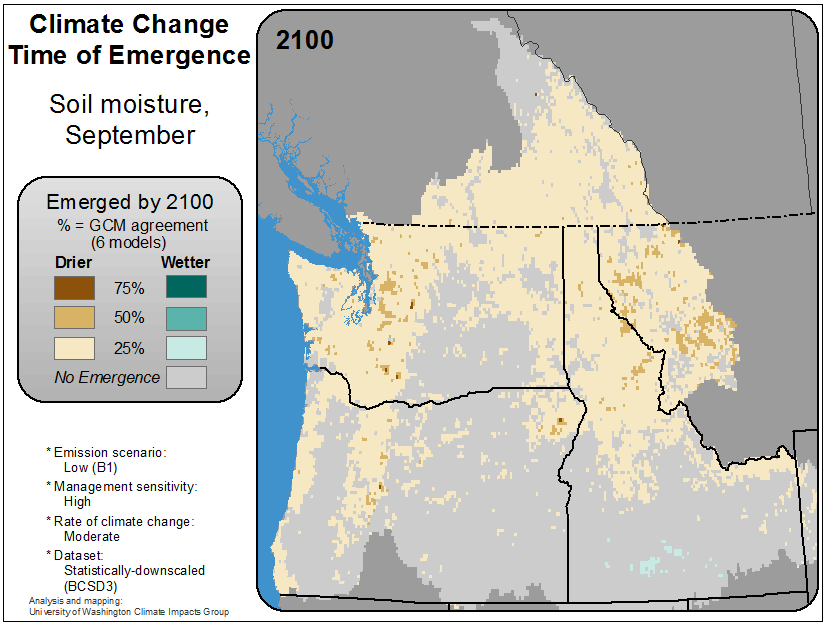 Climate Change
Time of Emergence
Soil moisture,
September
2100
Emerged by 2100
% = GCM agreement
(6 models)
Drier Wetter
75%
50%
25%
No Emergence
* Emission scenario:
Low (B1)
* Management sensitivity:
High
* Rate of climate change:
Moderate
* Dataset:
Statistically-downscaled
(BCSD3)
Analysis and mapping:
University of Washington Climate Impacts Group